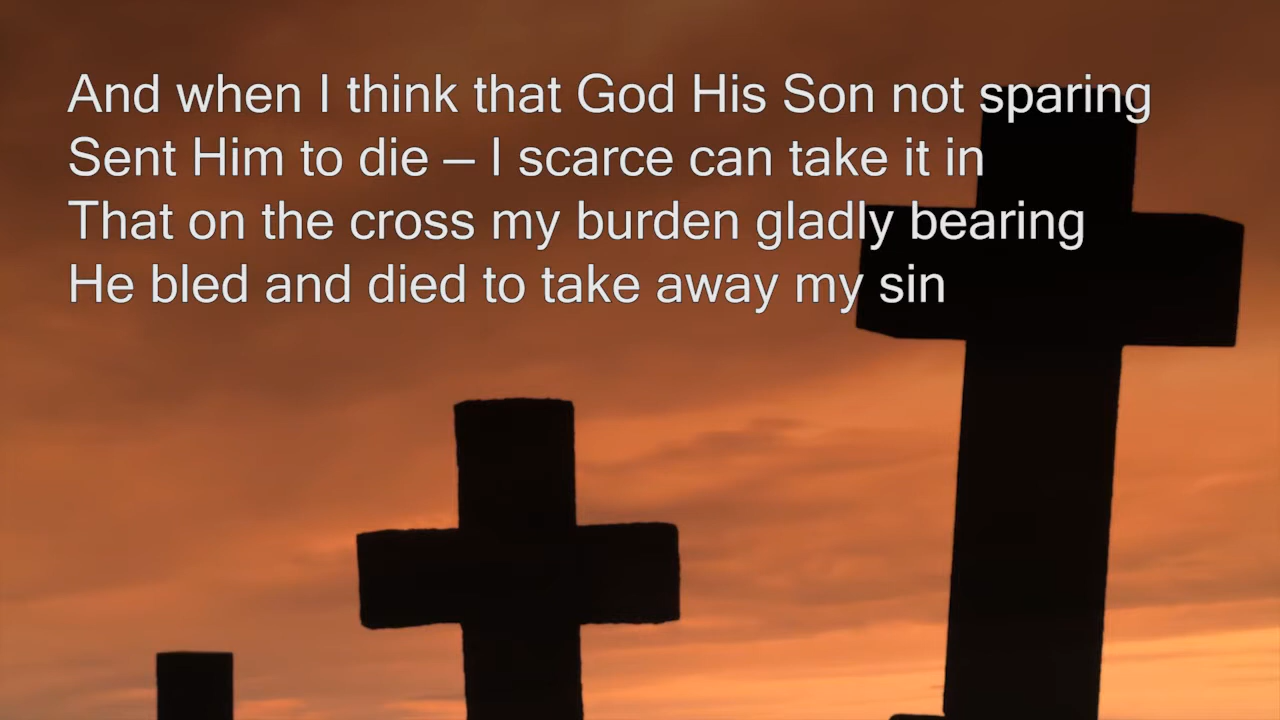 And when I think that God His Son not sparing
Sent Him to die – I scarce can take it in
That on the cross my burden gladly bearing
He bled and died to take away my sin